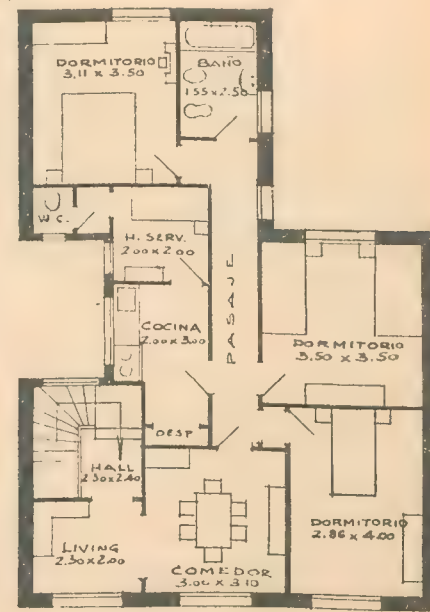 DORMITORIO
3,11 x 3.50
BAÑO
1.55 x 2.50
W.C.
H. SERV.
2.00 x 2.00
PASAJE
COCINA
2.00 x 3.00
DORMITORIO
3.50 x 3.50
DESP
HALL
2.30 x 2.40
LIVING
2.30 x 2.00
COMEDOR
3.00 x 3.10
DORMITORIO
2.86 x 4.00